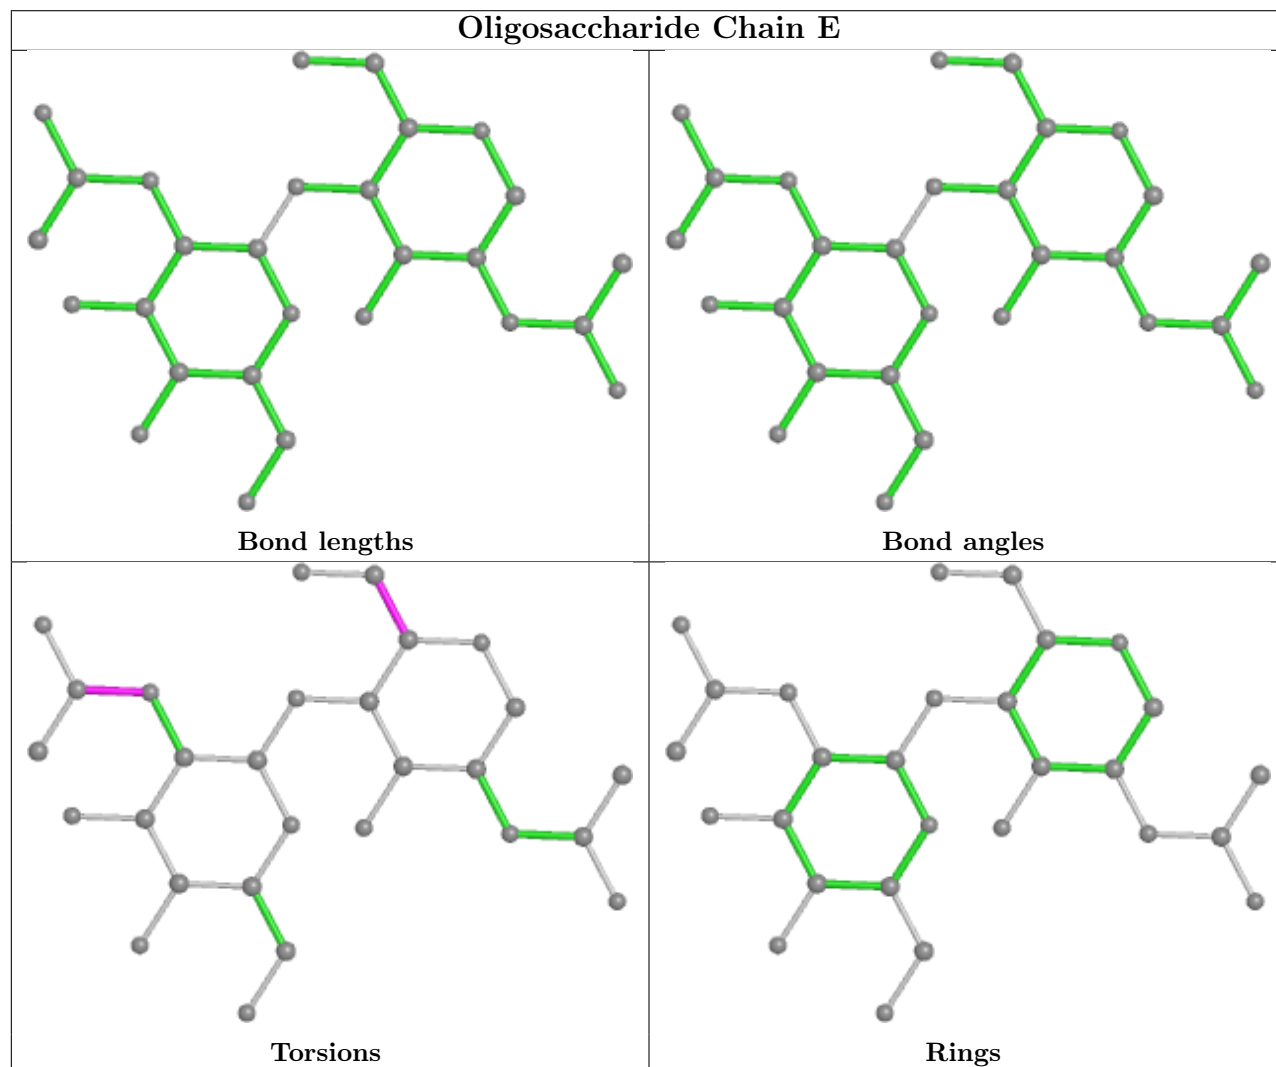 Oligosaccharide Chain E
Bond lengths
Bond angles
Torsions
Rings